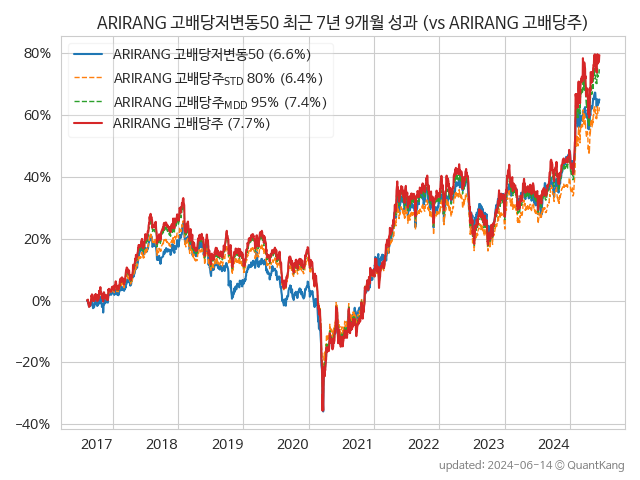 ARIRANG 고배당저변동50 최근 7년 9개월 성과 (vs ARIRANG 고배당주)
80%
60%
40%
20%
0%
−20%
−40%
ARIRANG 고배당저변동50 (6.6%)
ARIRANG 고배당주STD 80% (6.4%)
ARIRANG 고배당주MDD 95% (7.4%)
ARIRANG 고배당주 (7.7%)
2017 2018 2019 2020 2021 2022 2023 2024
updated: 2024-06-14 © QuantKang